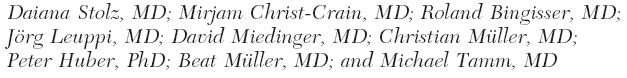 Daiana Stolz, MD; Mirjam Christ-Crain, MD; Roland Bingisser, MD;
Jörg Leuppi, MD; David Miedinger, MD; Christian Müller, MD;
Peter Huber, PhD; Beat Müller, MD; and Michael Tamm, MD